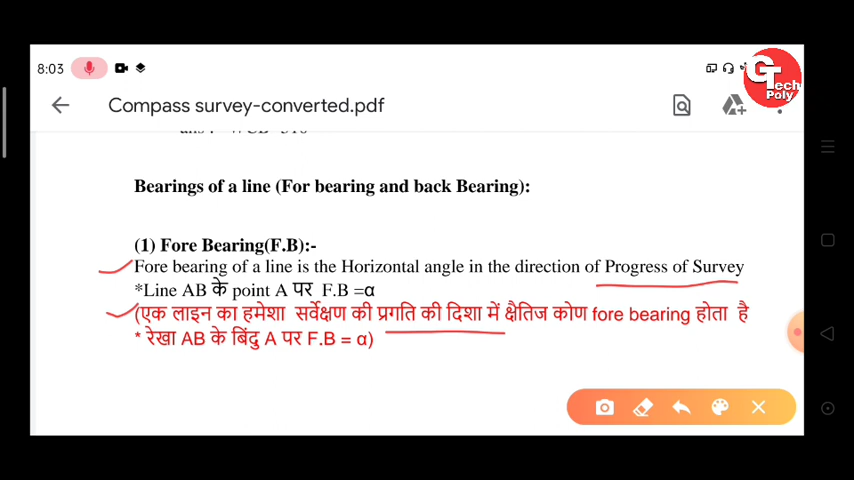 8:03
G Tech Poly
Compass survey-converted.pdf
Bearings of a line (For bearing and back Bearing):
(1) Fore Bearing(F.B):-
Fore bearing of a line is the Horizontal angle in the direction of Progress of Survey
*Line AB के point A पर F.B =α
(एक लाइन का हमेशा सर्वेक्षण की प्रगति की दिशा में क्षैतिज कोण fore bearing होता है
* रेखा AB के बिंदु A पर F.B = α)